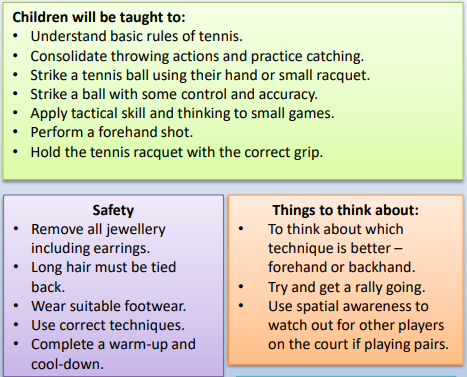 Children will be taught to:
• Understand basic rules of tennis.
• Consolidate throwing actions and practice catching.
• Strike a tennis ball using their hand or small racquet.
• Strike a ball with some control and accuracy.
• Apply tactical skill and thinking to small games.
• Perform a forehand shot.
• Hold the tennis racquet with the correct grip.
Safety
• Remove all jewellery
including earrings.
• Long hair must be tied
back.
• Wear suitable footwear.
• Use correct techniques.
• Complete a warm-up and
cool-down.
Things to think about:
• To think about which
technique is better –
forehand or backhand.
• Try and get a rally going.
• Use spatial awareness to
watch out for other players
on the court if playing pairs.